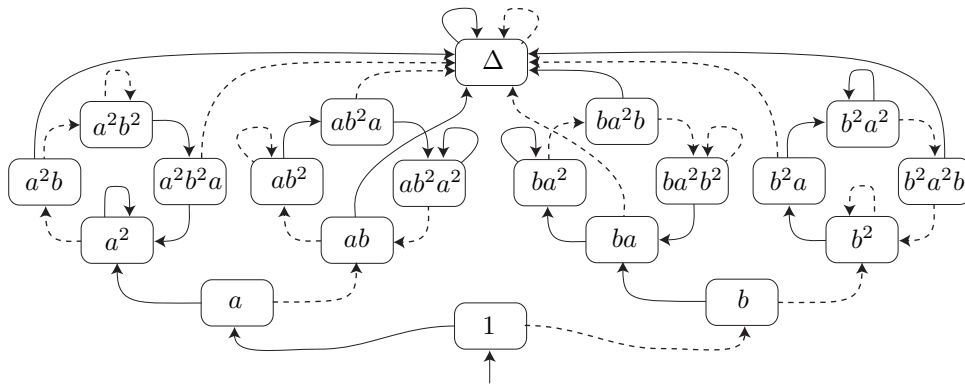 Δ
a²b² ab²a ba²b b²a²
a²b a²b²a ab² ab²a² ba² ba²b² b²a b²a²b
a² ab ba b²
a b
1